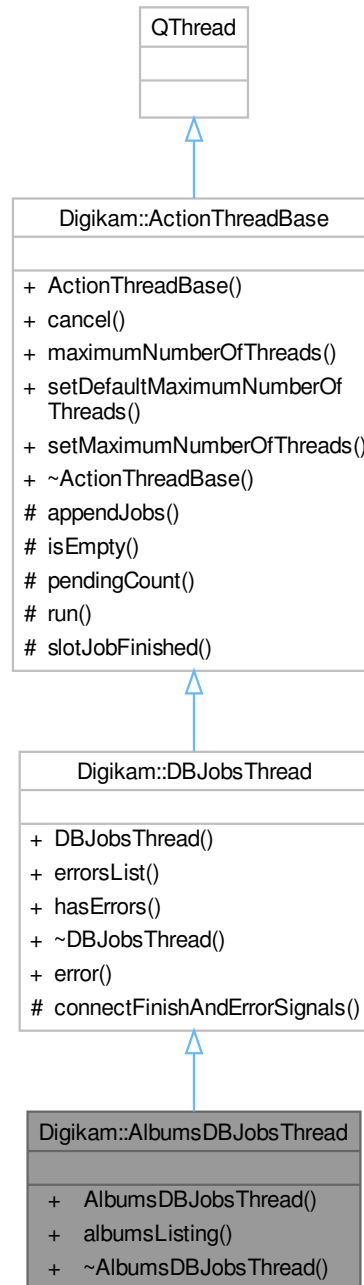 QThread
Digikam::ActionThreadBase
+ ActionThreadBase()
+ cancel()
+ maximumNumberOfThreads()
+ setDefaultMaximumNumberOf
Threads()
+ setMaximumNumberOfThreads()
+ ~ActionThreadBase()
# appendJobs()
# isEmpty()
# pendingCount()
# run()
# slotJobFinished()
Digikam::DBJobsThread
+ DBJobsThread()
+ errorsList()
+ hasErrors()
+ ~DBJobsThread()
+ error()
# connectFinishAndErrorSignals()
Digikam::AlbumsDBJobsThread
+ AlbumsDBJobsThread()
+ albumsListing()
+ ~AlbumsDBJobsThread()